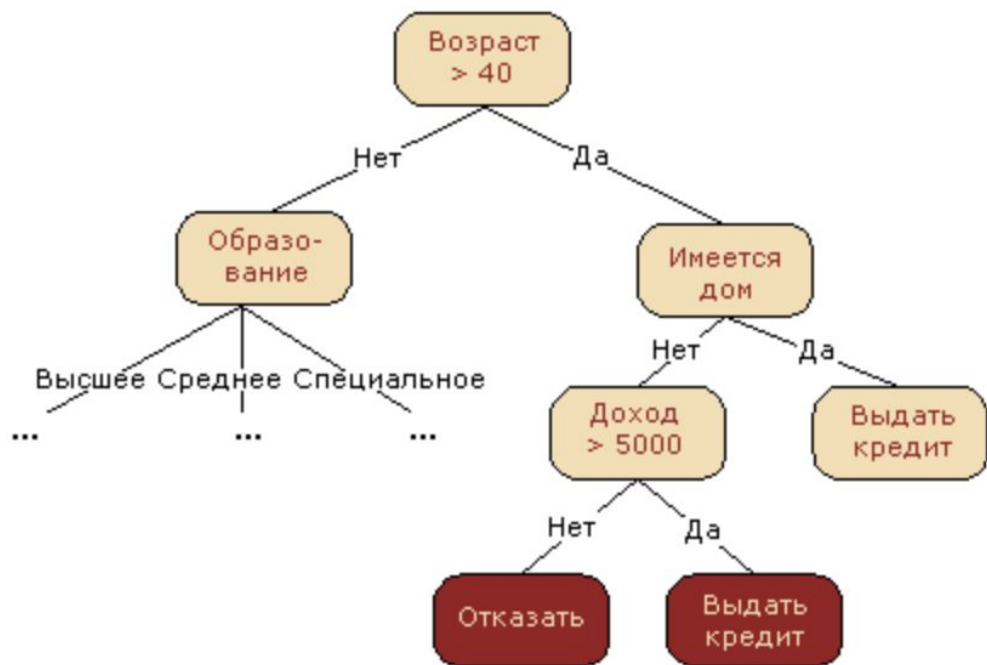 Возраст
> 40
Нет
Да
Образо-
вание
Имеется
дом
Высшее Среднее Специальное
... ... ...
Нет
Да
Доход
> 5000
Выдать
кредит
Нет
Да
Отказать
Выдать
кредит